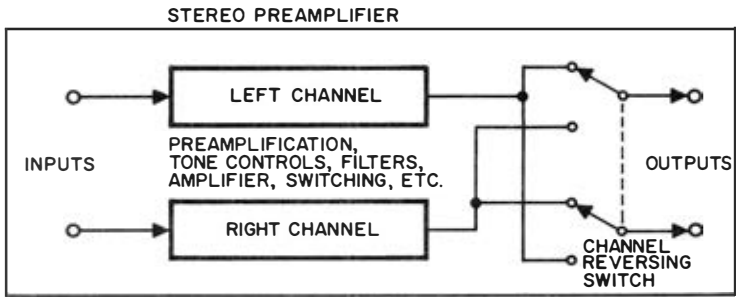 STEREO PREAMPLIFIER
LEFT CHANNEL
PREAMPLIFICATION,
TONE CONTROLS, FILTERS,
AMPLIFIER, SWITCHING, ETC.
INPUTS
OUTPUTS
RIGHT CHANNEL
CHANNEL
REVERSING
SWITCH